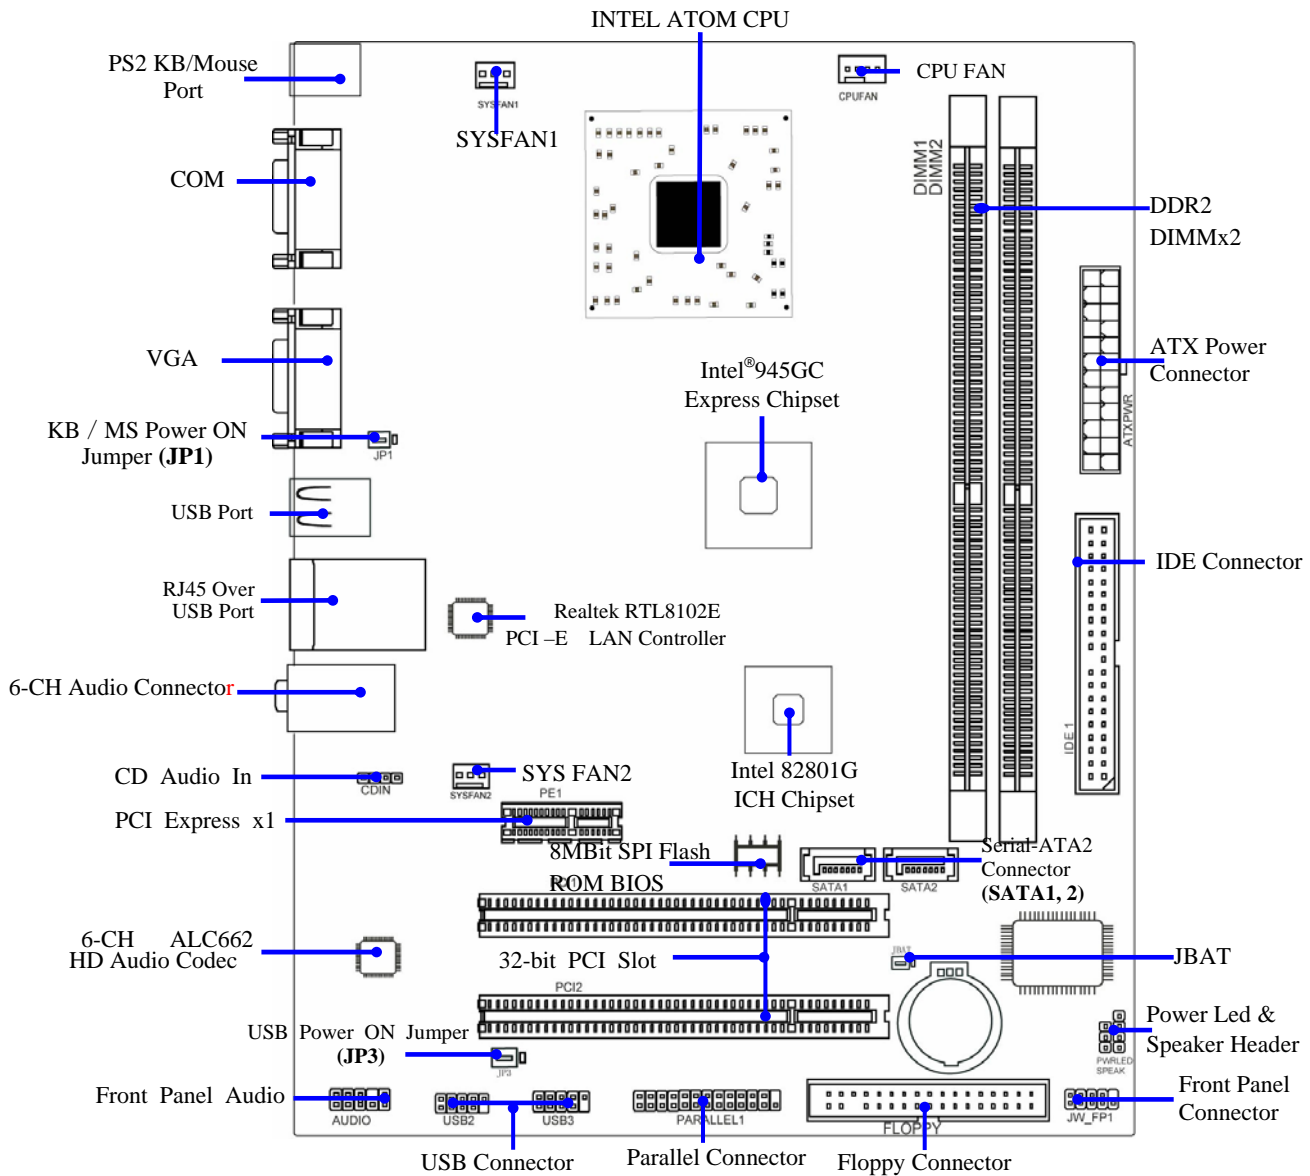 INTEL ATOM CPU
PS2 KB/Mouse
Port
SYSFAN1
SYSFAN1
CPU FAN
CPUFAN
COM
DIMM1
DIMM2
DDR2
DIMMx2
VGA
Intel®945GC
Express Chipset
ATX Power
Connector
ATXPWR
KB / MS Power ON
Jumper (JP1)
JP1
USB Port
IDE Connector
RJ45 Over
USB Port
Realtek RTL8102E
PCI –E LAN Controller
6-CH Audio Connector
IDE 1
CD Audio In
CDIN
SYS FAN2
SYSFAN2
PE1
Intel 82801G
ICH Chipset
PCI Express x1
8MBit SPI Flash
ROM BIOS
SATA1
SATA2
Serial-ATA2
Connector
(SATA1, 2)
6-CH ALC662
HD Audio Codec
32-bit PCI Slot
JBAT
JBAT
PCI2
USB Power ON Jumper
(JP3)
JP3
Power Led &
Speaker Header
PWRLED
SPEAK
Front Panel Audio
AUDIO
USB2
USB3
PARALLEL1
FLOPPY
JW_FP1
Front Panel
Connector
USB Connector
Parallel Connector
Floppy Connector